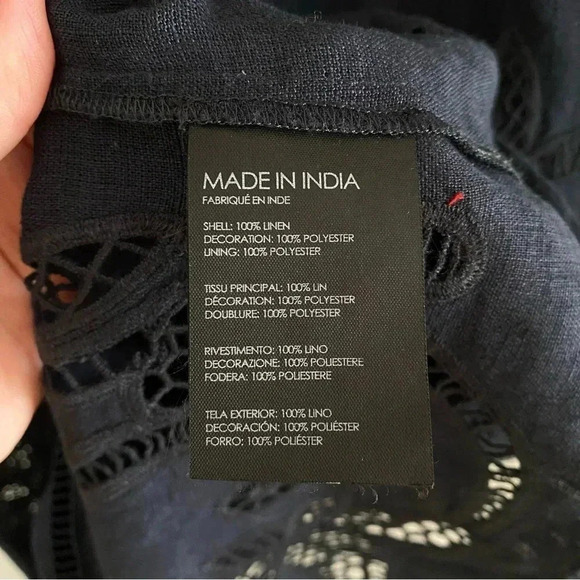 MADE IN INDIA
FABRIQUÉ EN INDE
SHELL: 100% LINEN
DECORATION: 100% POLYESTER
LINING: 100% POLYESTER
TISSU PRINCIPAL: 100% LIN
DÉCORATION: 100% POLYESTER
DOUBLURE: 100% POLYESTER
RIVESTIMENTO: 100% LINO
DECORAZIONE: 100% POLIESTERE
FODERA: 100% POLIESTERE
TELA EXTERIOR: 100% LINO
DECORACIÓN: 100% POLIÉSTER
FORRO: 100% POLIÉSTER